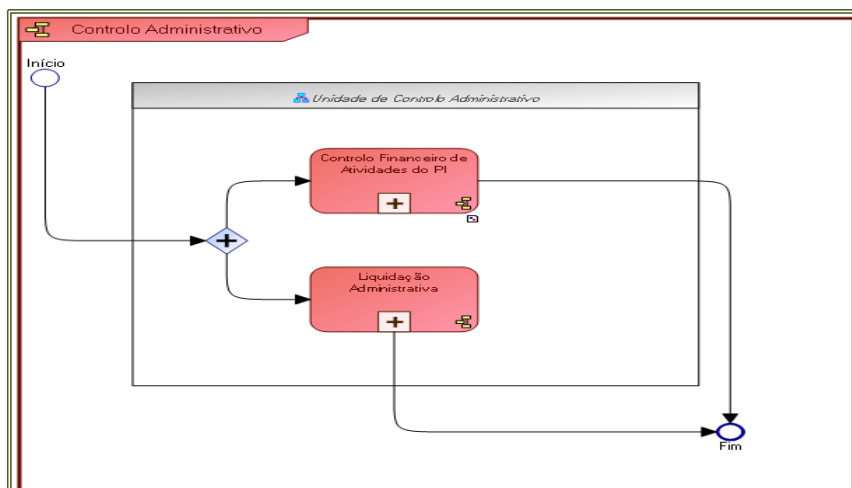 Controlo Administrativo
Início
Unidade de Controlo Administrativo
Controlo Financeiro de
Atividades do PI
Liquidação
Administrativa
Fim